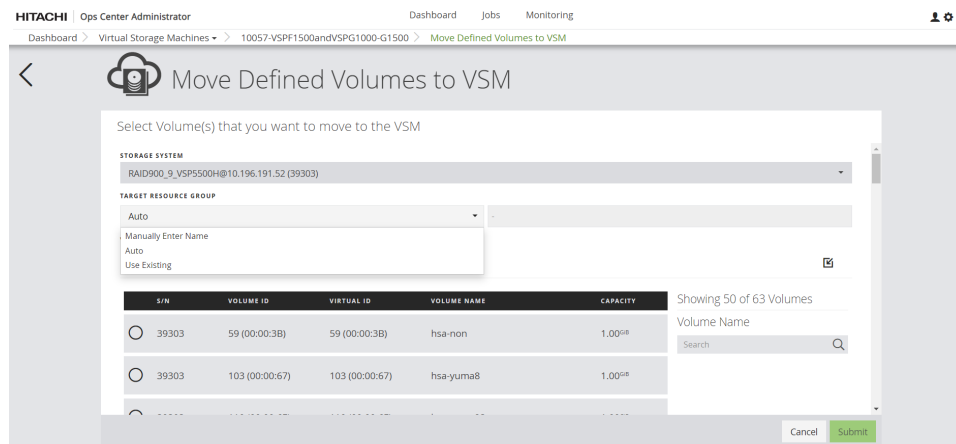 HITACHI Ops Center Administrator Dashboard Jobs Monitoring
Dashboard Virtual Storage Machines 10057-VSPF1500andVSPG1000-G1500 Move Defined Volumes to VSM
Move Defined Volumes to VSM
Select Volume(s) that you want to move to the VSM
STORAGE SYSTEM
RAID900_9_VSP5500H@10.196.191.52 (39303)
TARGET RESOURCE GROUP
Auto -
Manually Enter Name
Auto
Use Existing
S/N VOLUME ID VIRTUAL ID VOLUME NAME CAPACITY
39303 59 (00:00:3B) 59 (00:00:3B) hsa-non 1.00GiB
39303 103 (00:00:67) 103 (00:00:67) hsa-yuma8 1.00GiB
Showing 50 of 63 Volumes
Volume Name
Search
Cancel Submit